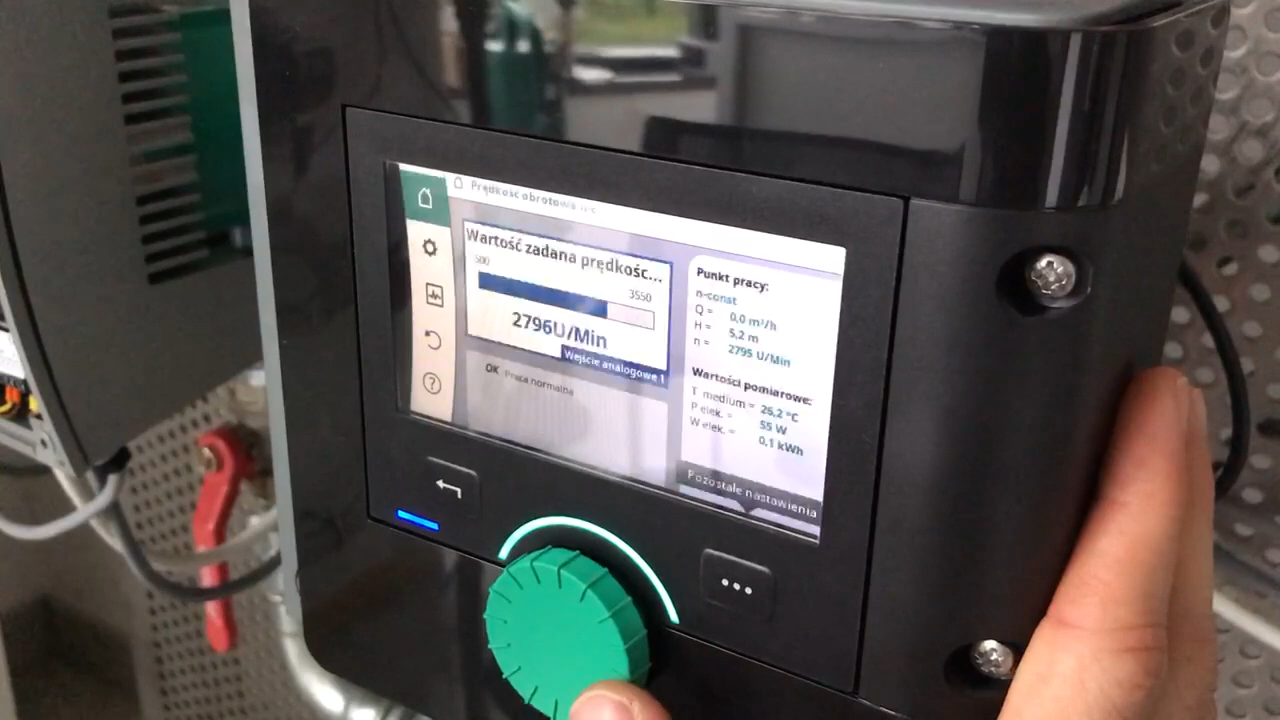 Prędkość obrotowa n-c
Wartość zadana prędkośc...
500
3550
2796U/Min
Wejście analogowe 1
OK Praca normalna
Punkt pracy:
n-const
Q = 0,0 m³/h
H = 5,2 m
n = 2795 U/Min
Wartości pomiarowe:
T medium = 26,2 °C
P elek. = 55 W
W elek. = 0,1 kWh
Pozostałe nastawienia